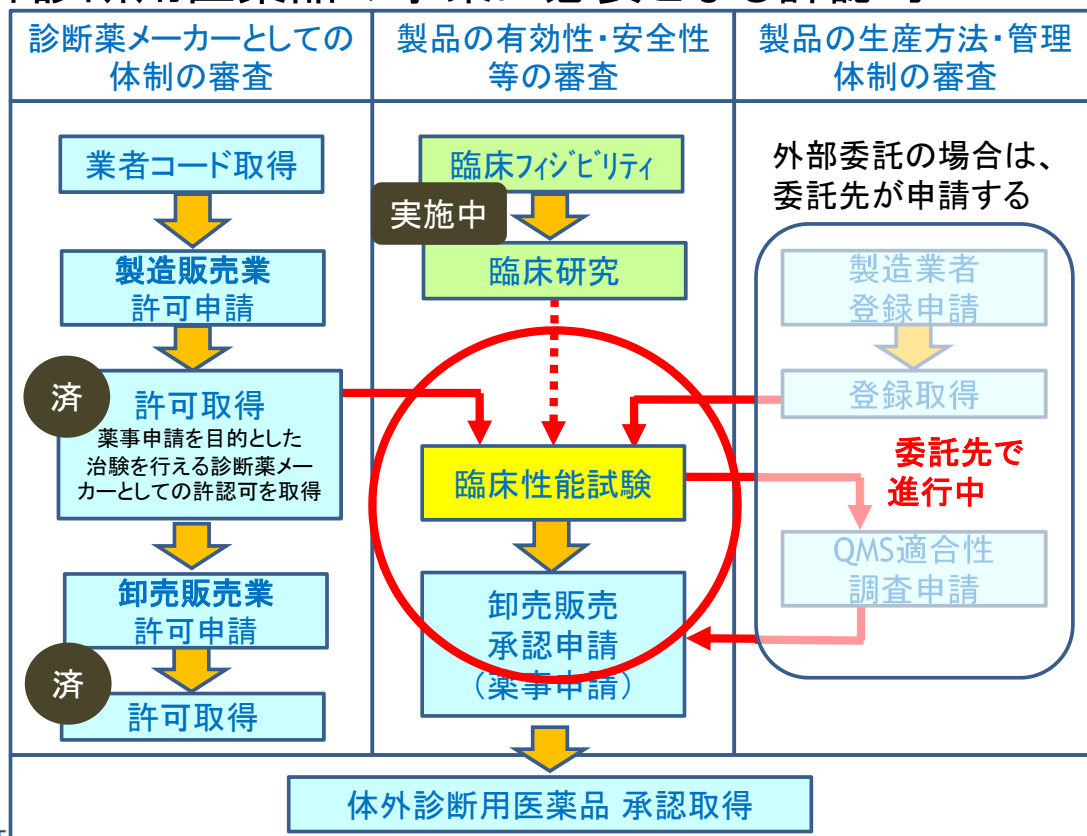 診断薬メーカーとしての
体制の審査
製品の有効性・安全性
等の審査
製品の生産方法・管理
体制の審査
業者コード取得
製造販売業
許可申請
済
許可取得
薬事申請を目的とした
治験を行える診断薬メー
カーとしての許認可を取得
卸売販売業
許可申請
済
許可取得
臨床フィジビリティ
実施中
臨床研究
臨床性能試験
卸売販売
承認申請
(薬事申請)
外部委託の場合は、
委託先が申請する
製造業者
登録申請
登録取得
委託先で
進行中
QMS適合性
調査申請
体外診断用医薬品 承認取得